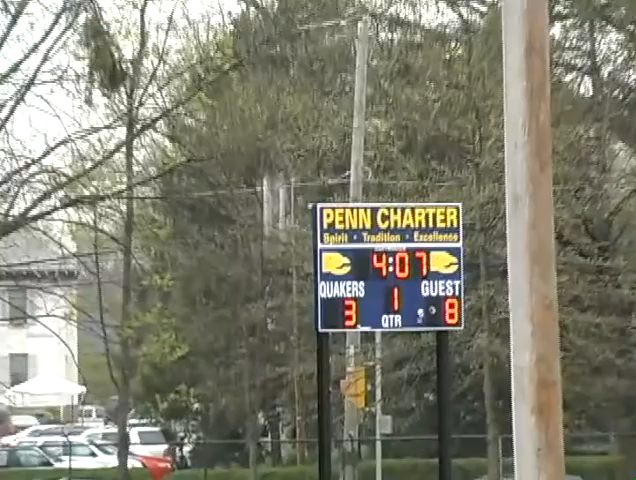 PENN CHARTER
Spirit · Tradition · Excellence
4:07
QUAKERS GUEST
3 1 8
QTR